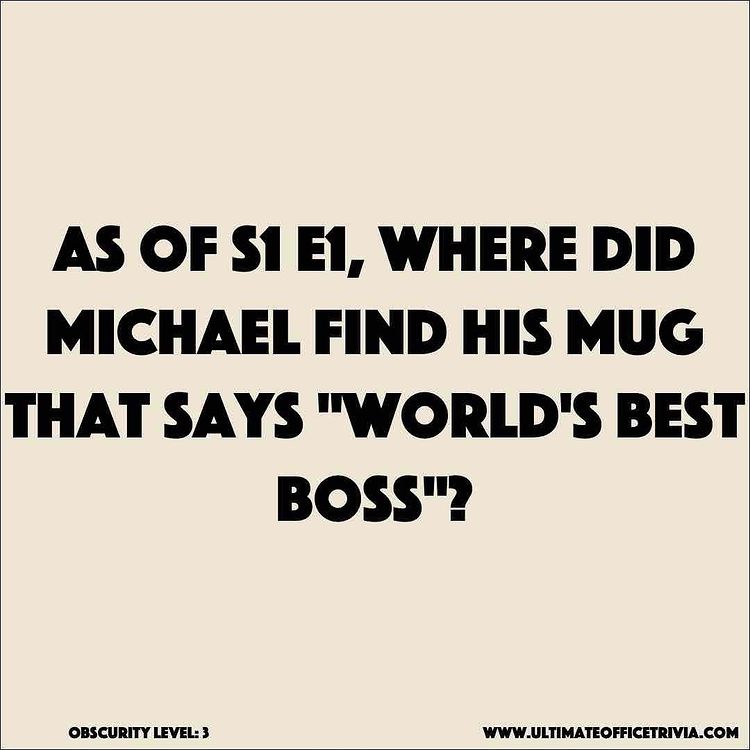 AS OF S1 E1, WHERE DID
MICHAEL FIND HIS MUG
THAT SAYS "WORLD'S BEST
BOSS"?
OBSCURITY LEVEL: 3
WWW.ULTIMATEOFFICETRIVIA.COM